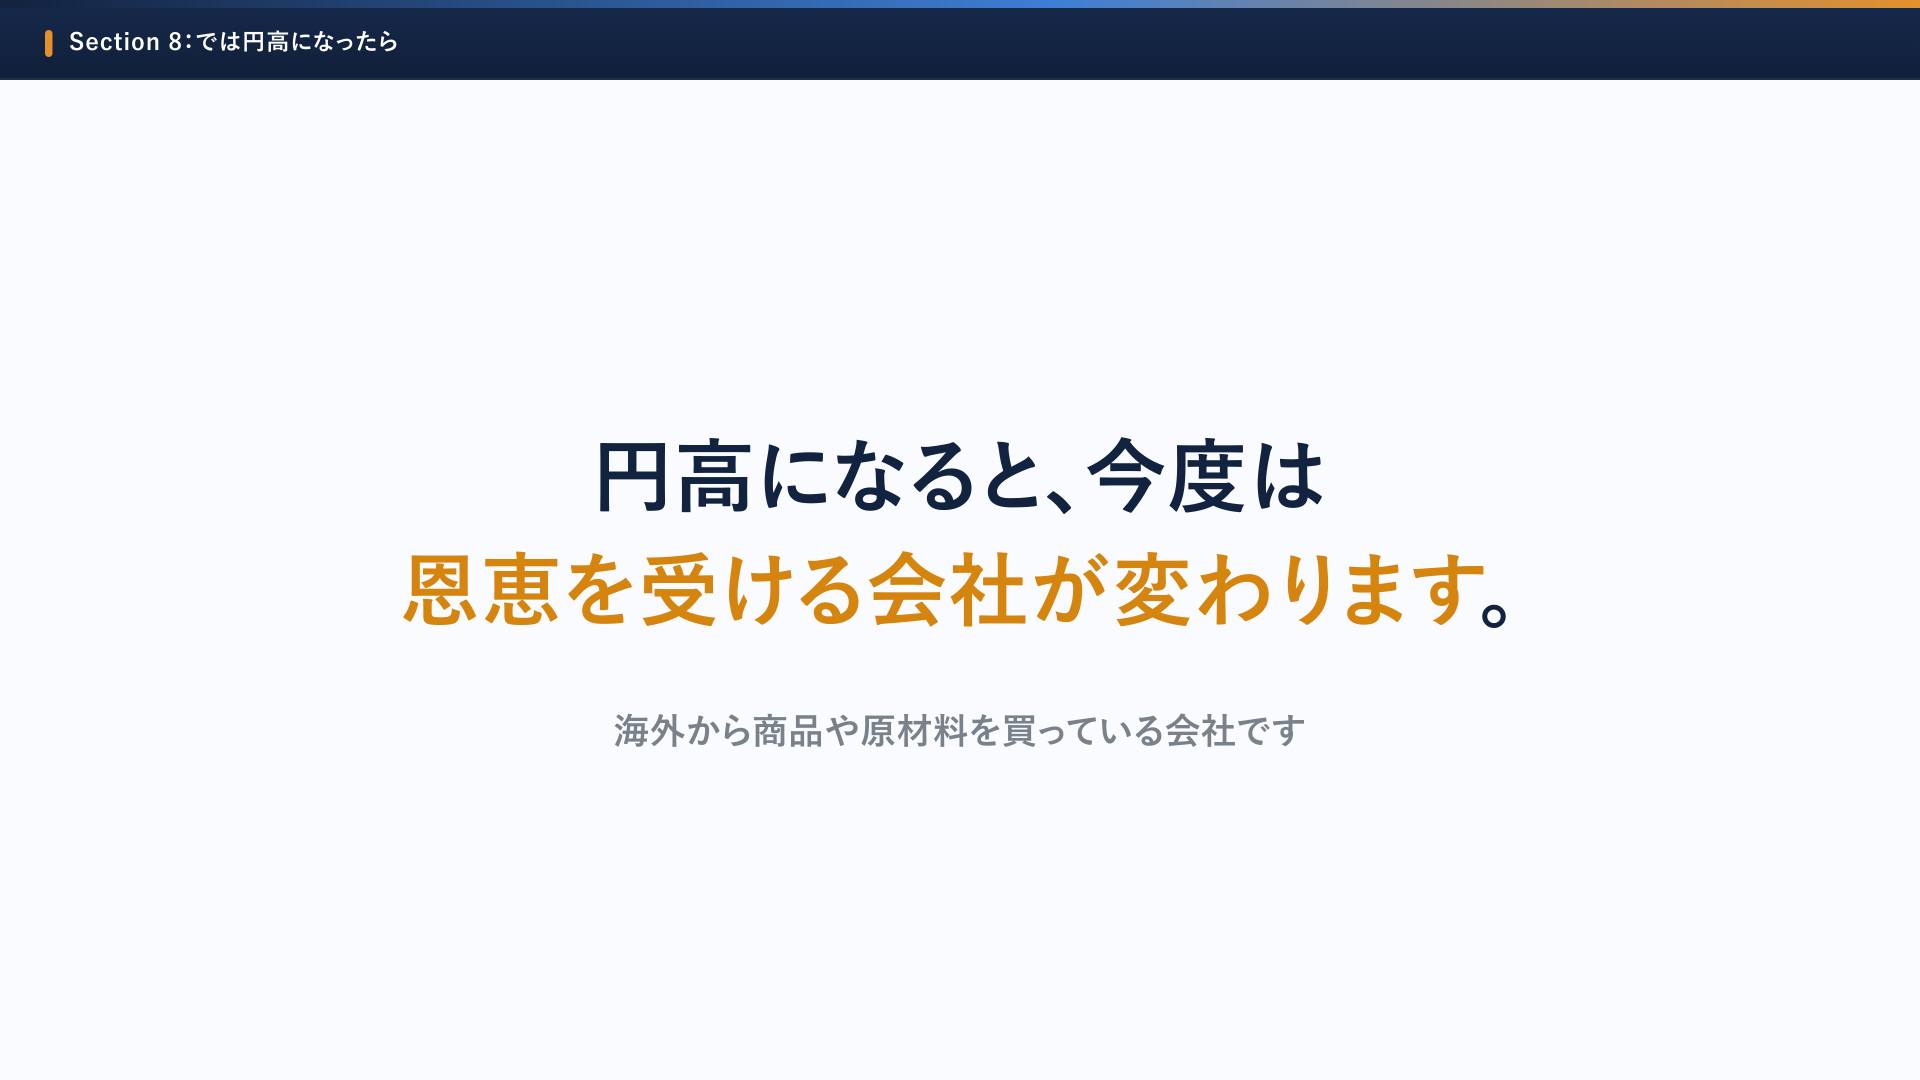 Section 8：では円高になったら
円高になると、今度は
恩恵を受ける会社が変わります。
海外から商品や原材料を買っている会社です